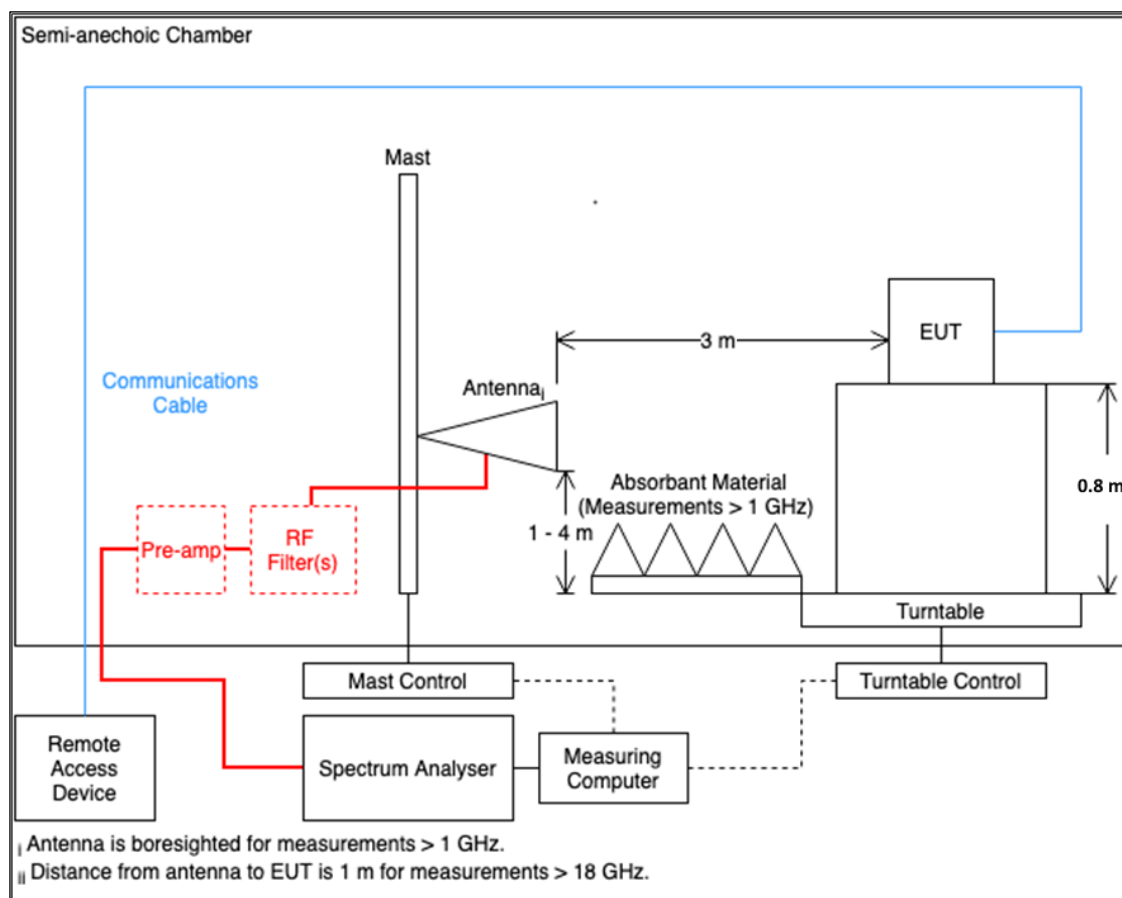 Semi-anechoic Chamber
Mast
EUT
3 m
Communications
Cable
Antennai
Absorbant Material
(Measurements > 1 GHz)
0.8 m
1 - 4 m
Pre-amp
RF
Filter(s)
Turntable
Mast Control
Turntable Control
Remote
Access
Device
Spectrum Analyser
Measuring
Computer
i Antenna is boresighted for measurements > 1 GHz.
ii Distance from antenna to EUT is 1 m for measurements > 18 GHz.